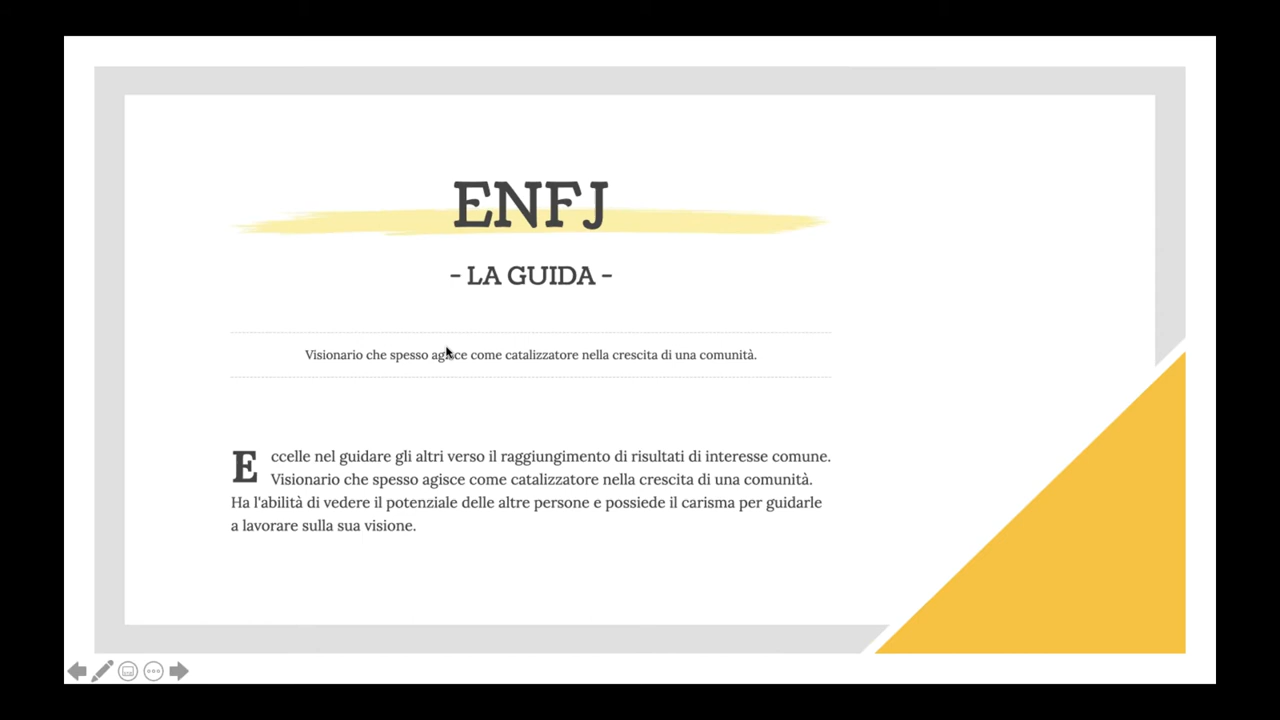 ENFJ
- LA GUIDA -
Visionario che spesso agisce come catalizzatore nella crescita di una comunità.
Eccelle nel guidare gli altri verso il raggiungimento di risultati di interesse comune.
Visionario che spesso agisce come catalizzatore nella crescita di una comunità.
Ha l'abilità di vedere il potenziale delle altre persone e possiede il carisma per guidarle
a lavorare sulla sua visione.